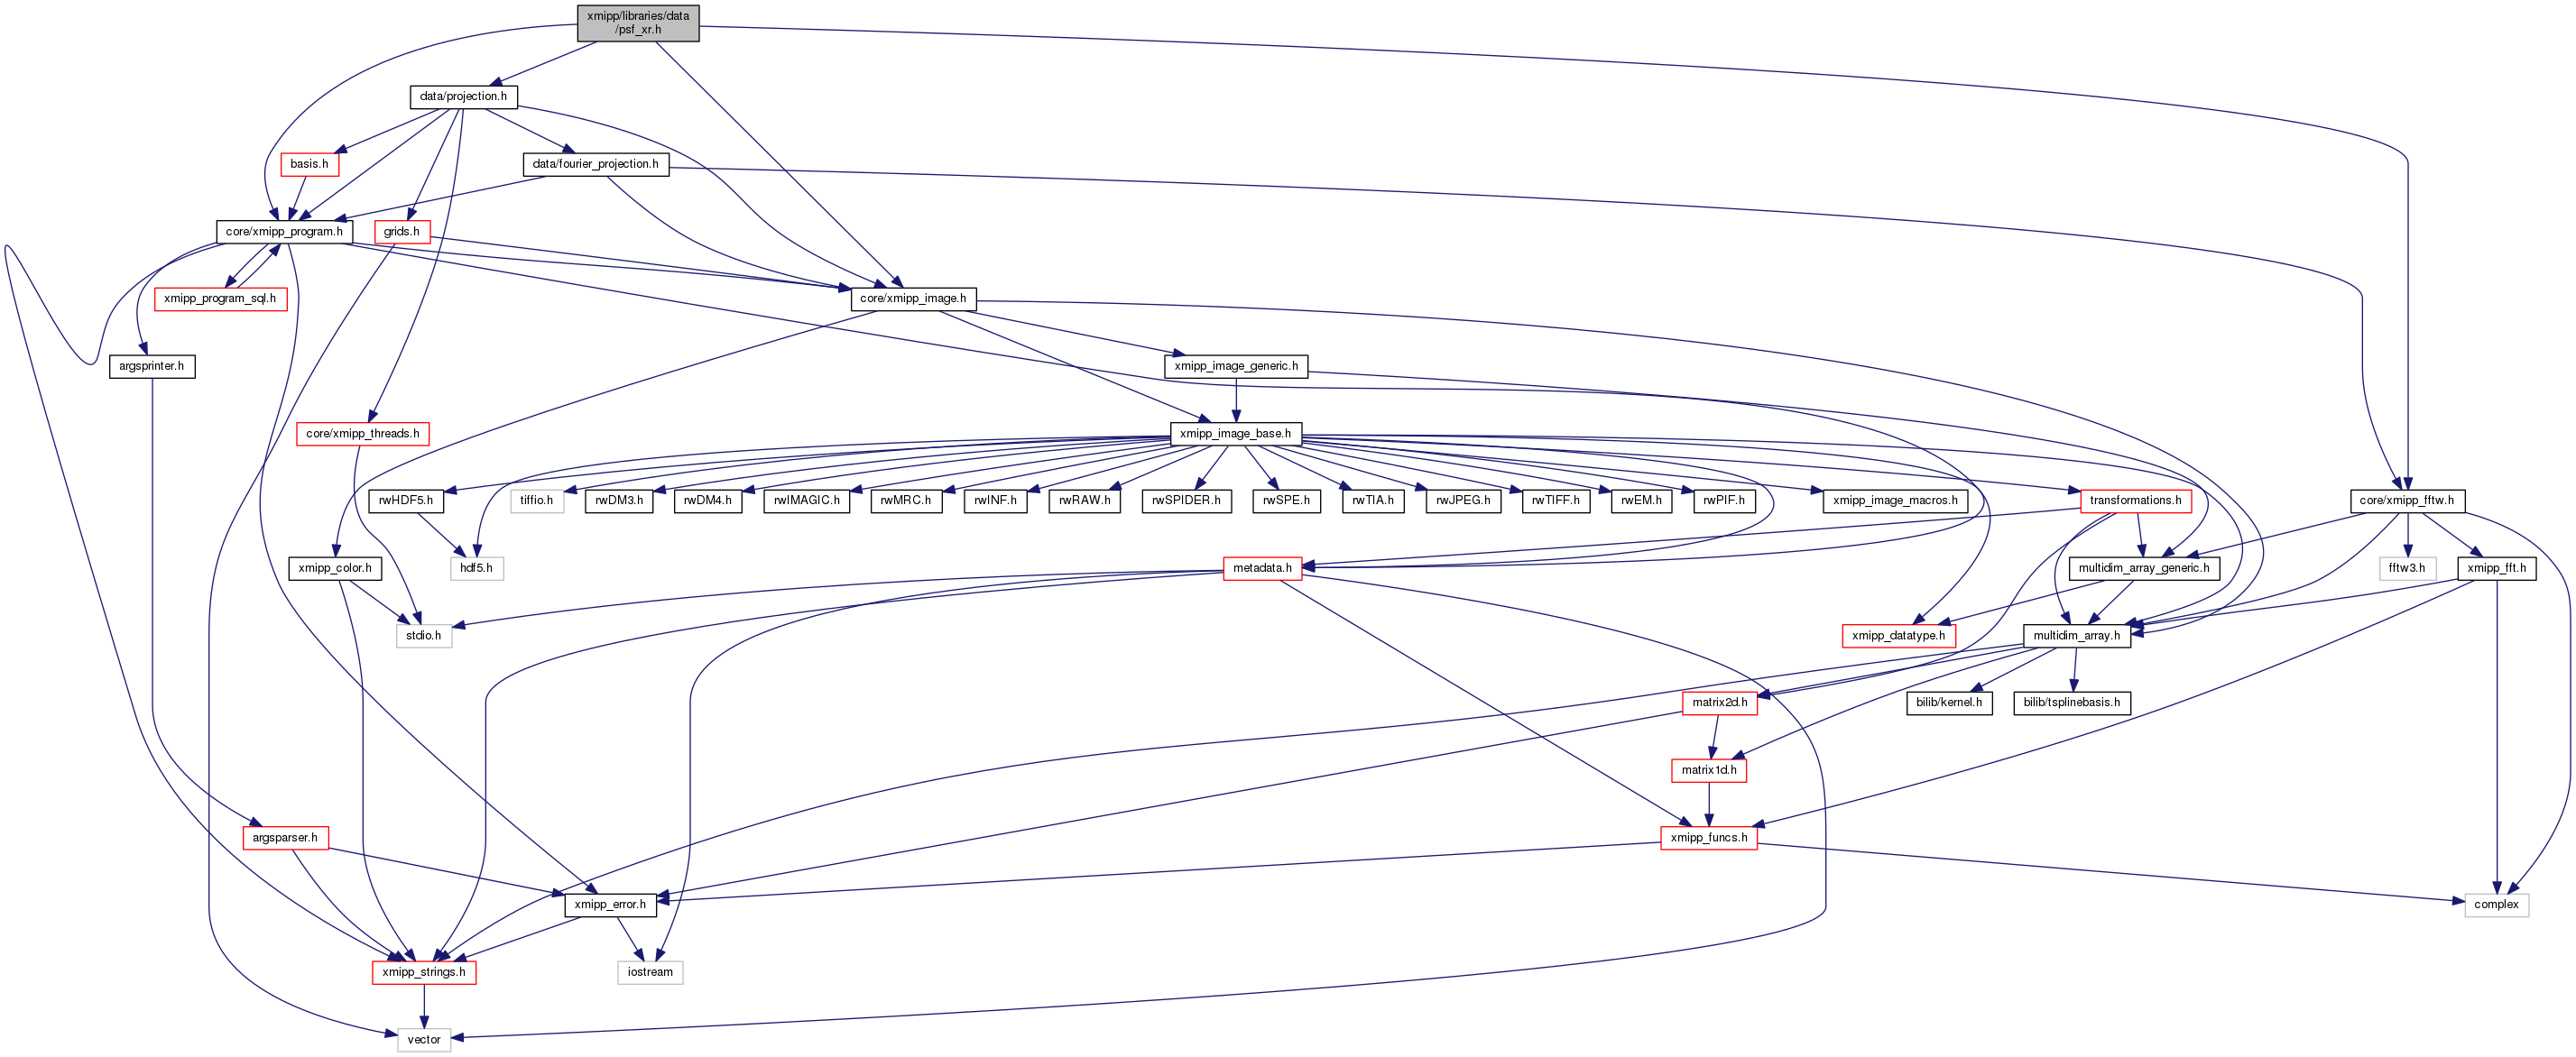 xmipp/libraries/data
/psf_xr.h
data/projection.h
basis.h
data/fourier_projection.h
core/xmipp_program.h
grids.h
xmipp_program_sql.h
core/xmipp_image.h
argsprinter.h
xmipp_image_generic.h
core/xmipp_threads.h
xmipp_image_base.h
rwHDF5.h
tiffio.h
rwDM3.h
rwDM4.h
rwIMAGIC.h
rwMRC.h
rwINF.h
rwRAW.h
rwSPIDER.h
rwSPE.h
rwTIA.h
rwJPEG.h
rwTIFF.h
rwEM.h
rwPIF.h
xmipp_image_macros.h
transformations.h
core/xmipp_fftw.h
xmipp_color.h
hdf5.h
metadata.h
multidim_array_generic.h
fftw3.h
xmipp_fft.h
stdio.h
xmipp_datatype.h
multidim_array.h
matrix2d.h
bilib/kernel.h
bilib/tsplinebasis.h
matrix1d.h
argsparser.h
xmipp_funcs.h
xmipp_error.h
complex
xmipp_strings.h
iostream
vector